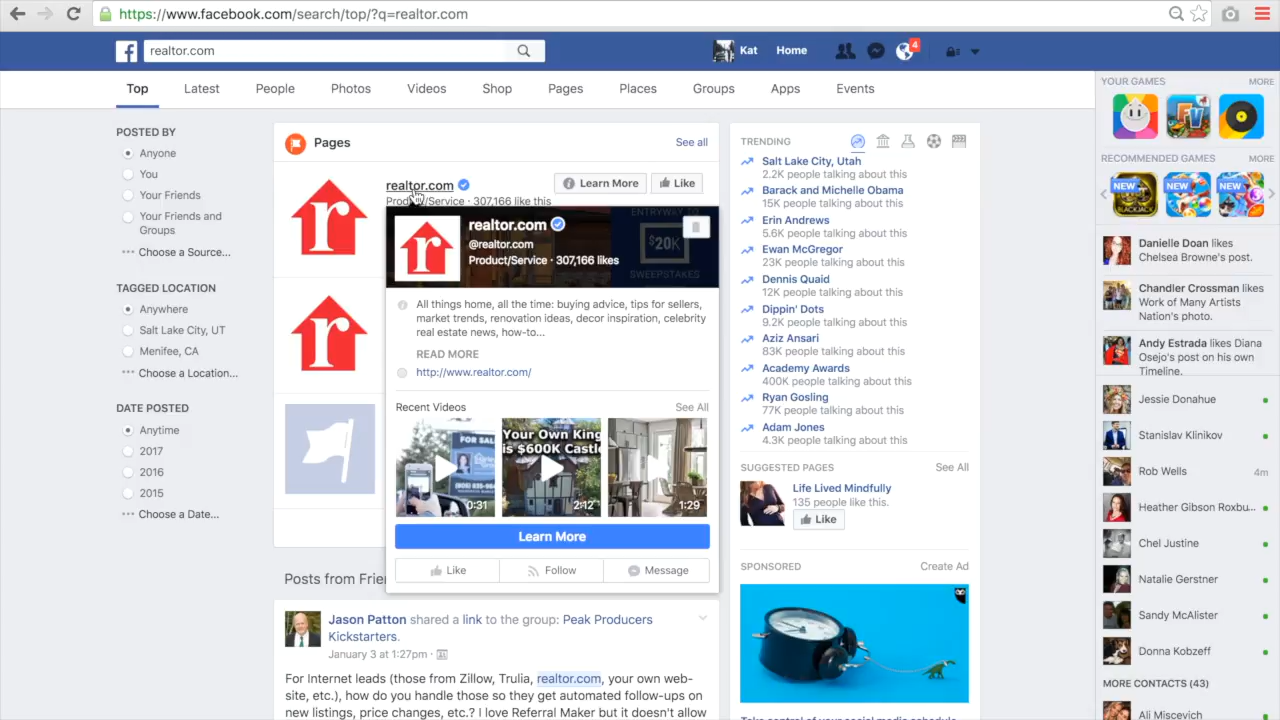 https://www.facebook.com/search/top/?q=realtor.com
realtor.com
Kat
Home
4
Top
Latest
People
Photos
Videos
Shop
Pages
Places
Groups
Apps
Events
POSTED BY
Anyone
You
Your Friends
Your Friends and
Groups
Choose a Source...
TAGGED LOCATION
Anywhere
Salt Lake City, UT
Menifee, CA
Choose a Location...
DATE POSTED
Anytime
2017
2016
2015
Choose a Date...
Pages
See all
realtor.com
Learn More
Like
Product/Service · 307,166 like this
realtor.com
@realtor.com
Product/Service · 307,166 likes
ENTRYWAY TO
$20K
SWEEPSTAKES
All things home, all the time: buying advice, tips for sellers,
market trends, renovation ideas, decor inspiration, celebrity
real estate news, how-to...
READ MORE
http://www.realtor.com/
Recent Videos
See All
FOR SALE
0:31
Your Own King
is $600K Castle
2:12
1:29
Learn More
Like
Follow
Message
Posts from Frie
Jason Patton shared a link to the group: Peak Producers
Kickstarters.
January 3 at 1:27pm ·
For Internet leads (those from Zillow, Trulia, realtor.com, your own web-
site, etc.), how do you handle those so they get automated follow-ups on
new listings, price changes, etc.? I love Referral Maker but it doesn't allow
TRENDING
Salt Lake City, Utah
2.2K people talking about this
Barack and Michelle Obama
15K people talking about this
Erin Andrews
5.6K people talking about this
Ewan McGregor
23K people talking about this
Dennis Quaid
12K people talking about this
Dippin' Dots
9.2K people talking about this
Aziz Ansari
83K people talking about this
Academy Awards
400K people talking about this
Ryan Gosling
77K people talking about this
Adam Jones
4.3K people talking about this
SUGGESTED PAGES
See All
Life Lived Mindfully
135 people like this.
Like
SPONSORED
Create Ad
Take control of your social media schedule
YOUR GAMES
MORE
RECOMMENDED GAMES
MORE
NEW
BLACKJACK
NEW
NEW
Danielle Doan likes
Chelsea Browne's post.
Chandler Crossman likes
Work of Many Artists
Nation's photo.
Andy Estrada likes Diana
Osejo's post on his own
Timeline.
Jessie Donahue
Stanislav Klinikov
Rob Wells
4m
Heather Gibson Roxbu...
Chel Justine
Natalie Gerstner
Sandy McAlister
Donna Kobzeff
MORE CONTACTS (43)
Ali Miscevich